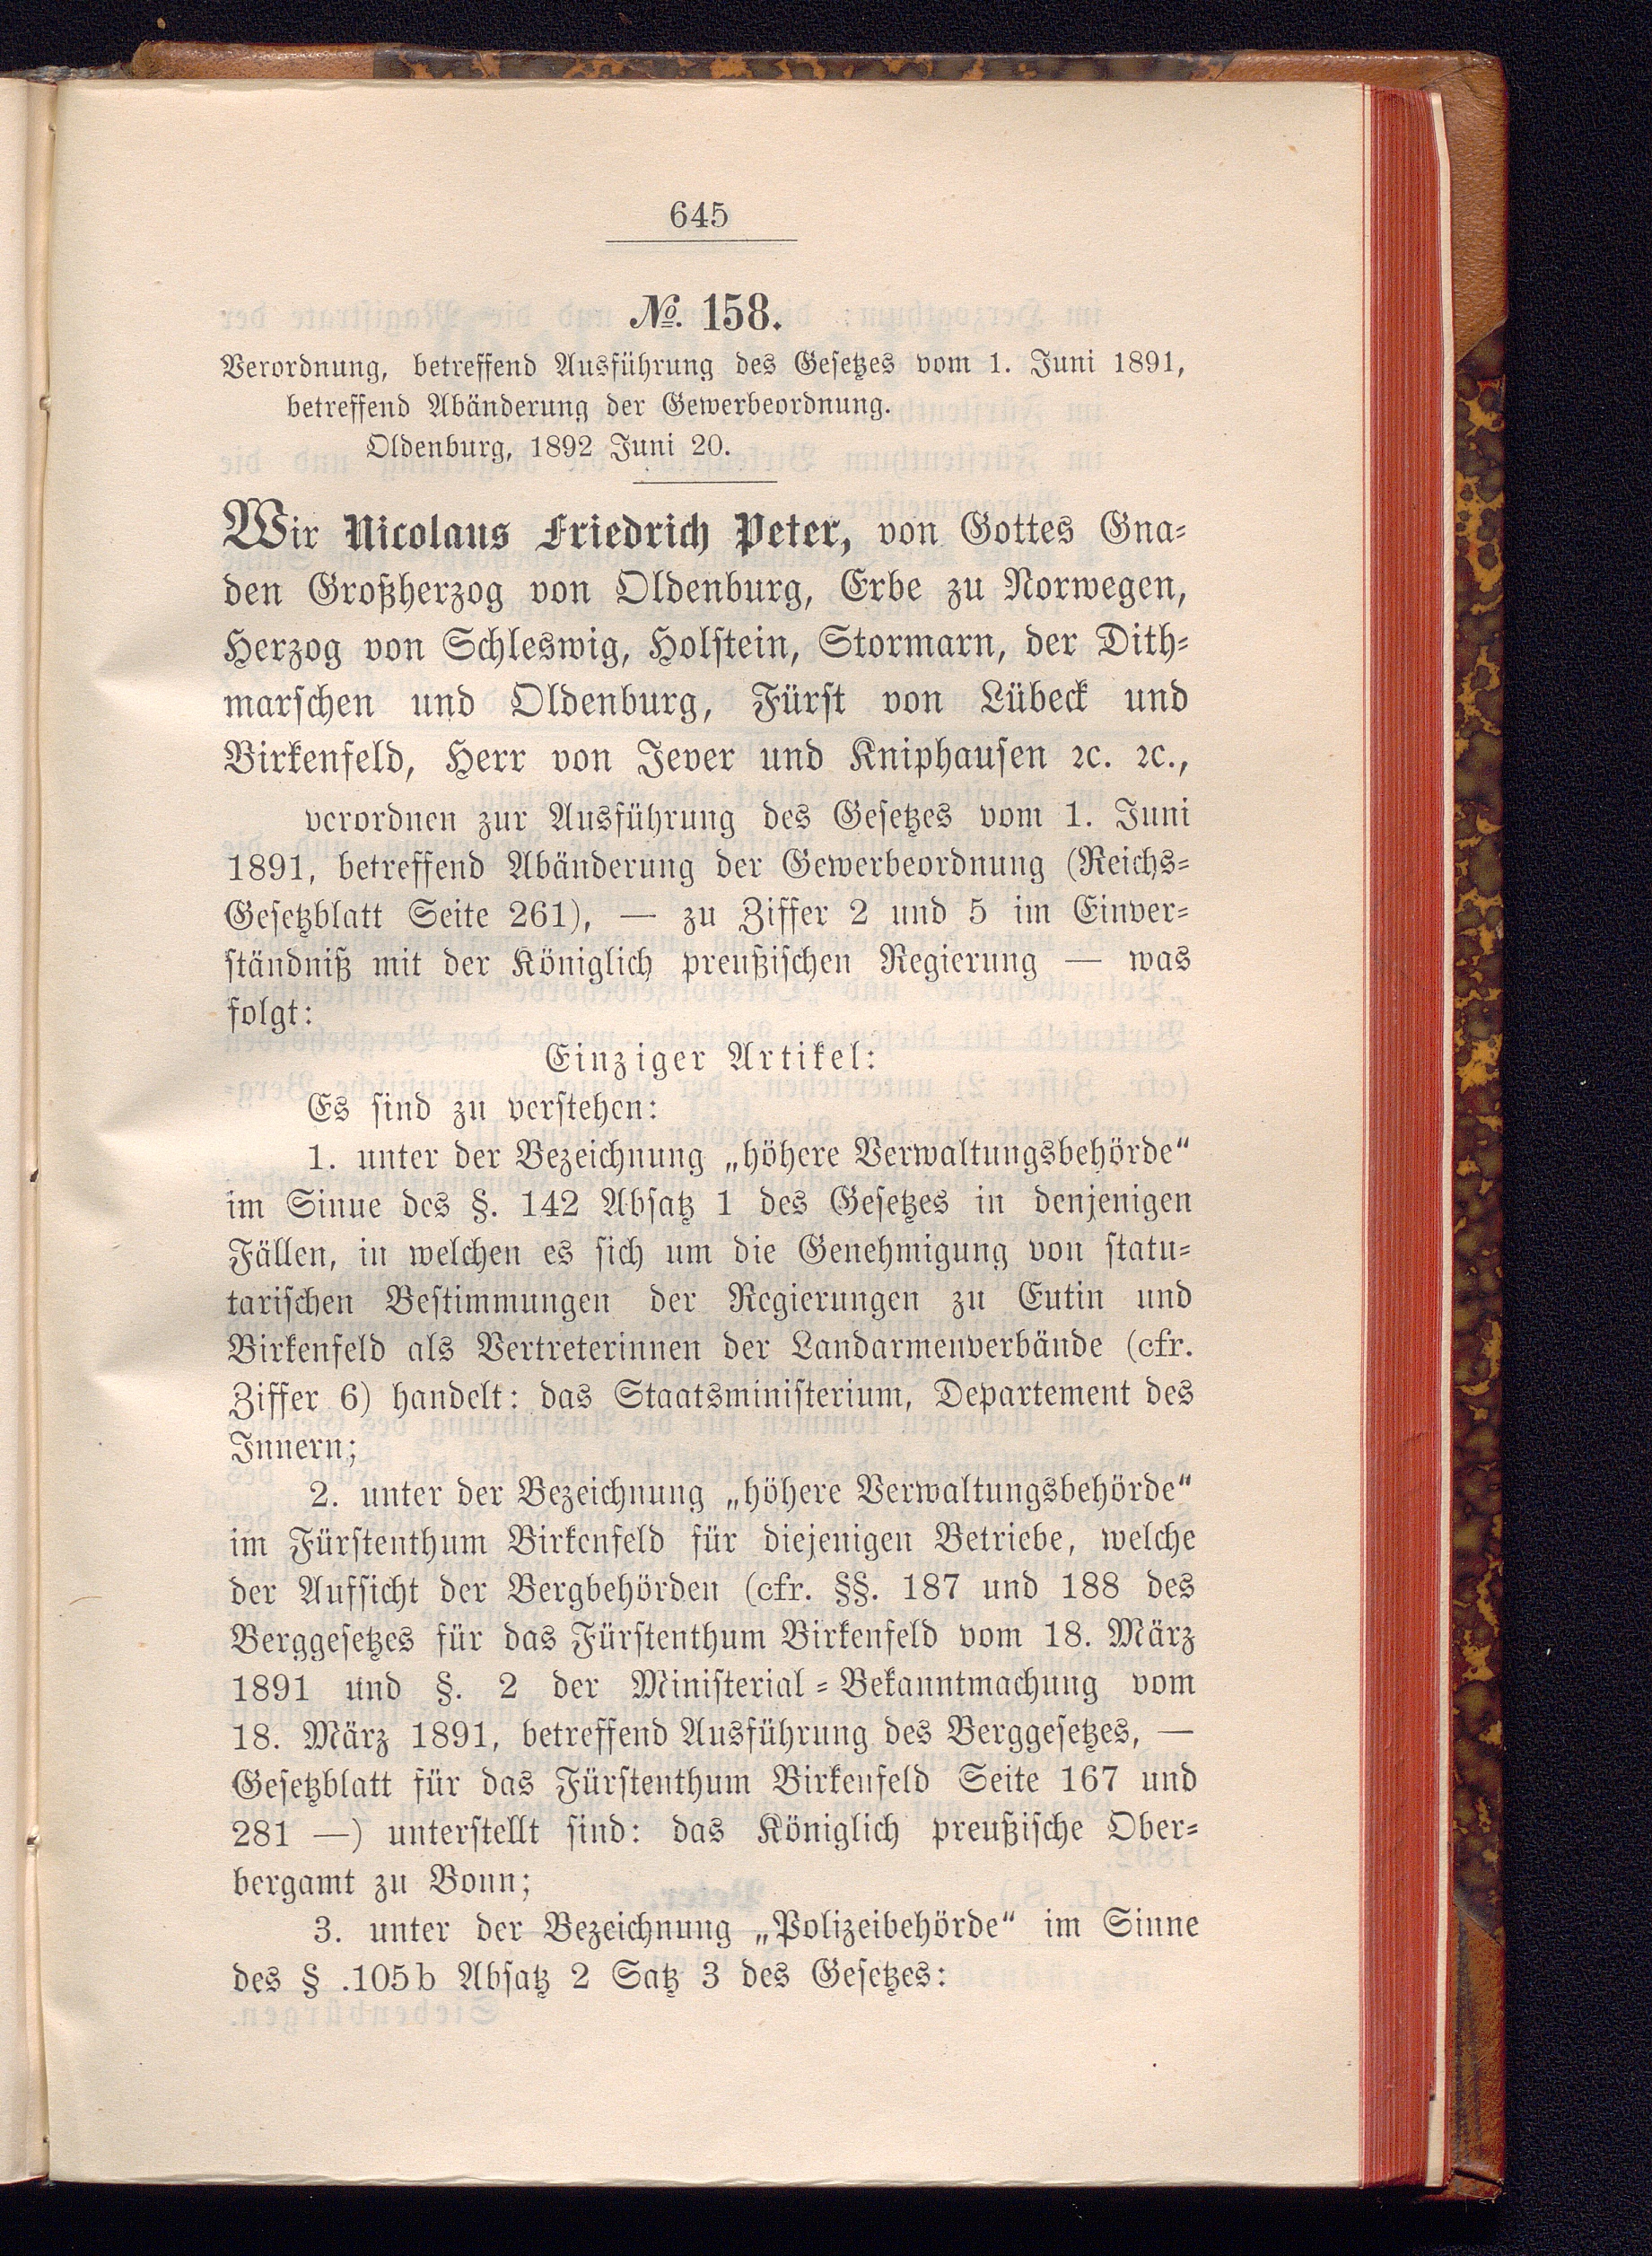 645
№. 158.
Verordnung, betreffend Ausführung des Gesetzes vom 1. Juni 1891,
betreffend Abänderung der Gewerbeordnung.
Oldenburg, 1892 Juni 20.
Wir Nicolaus Friedrich Peter, von Gottes Gna-
den Großherzog von Oldenburg, Erbe zu Norwegen,
Herzog von Schleswig, Holstein, Stormarn, der Dith-
marschen und Oldenburg, Fürst von Lübeck und
Birkenfeld, Herr von Jever und Kniphausen ꝛc. ꝛc.,
verordnen zur Ausführung des Gesetzes vom 1. Juni
1891, betreffend Abänderung der Gewerbeordnung (Reichs-
Gesetzblatt Seite 261), — zu Ziffer 2 und 5 im Einver-
ständniß mit der Königlich preußischen Regierung — was
folgt:
Einziger Artikel:
Es sind zu verstehen:
1. unter der Bezeichnung „höhere Verwaltungsbehörde“
im Sinne des §. 142 Absatz 1 des Gesetzes in denjenigen
Fällen, in welchen es sich um die Genehmigung von statu-
tarischen Bestimmungen der Regierungen zu Eutin und
Birkenfeld als Vertreterinnen der Landarmenverbände (cfr.
Ziffer 6) handelt: das Staatsministerium, Departement des
Innern;
2. unter der Bezeichnung „höhere Verwaltungsbehörde“
im Fürstenthum Birkenfeld für diejenigen Betriebe, welche
der Aufsicht der Bergbehörden (cfr. §§. 187 und 188 des
Berggesetzes für das Fürstenthum Birkenfeld vom 18. März
1891 und §. 2 der Ministerial-Bekanntmachung vom
18. März 1891, betreffend Ausführung des Berggesetzes, —
Gesetzblatt für das Fürstenthum Birkenfeld Seite 167 und
281 —) unterstellt sind: das Königlich preußische Ober-
bergamt zu Bonn;
3. unter der Bezeichnung „Polizeibehörde“ im Sinne
des § .105b Absatz 2 Satz 3 des Gesetzes: